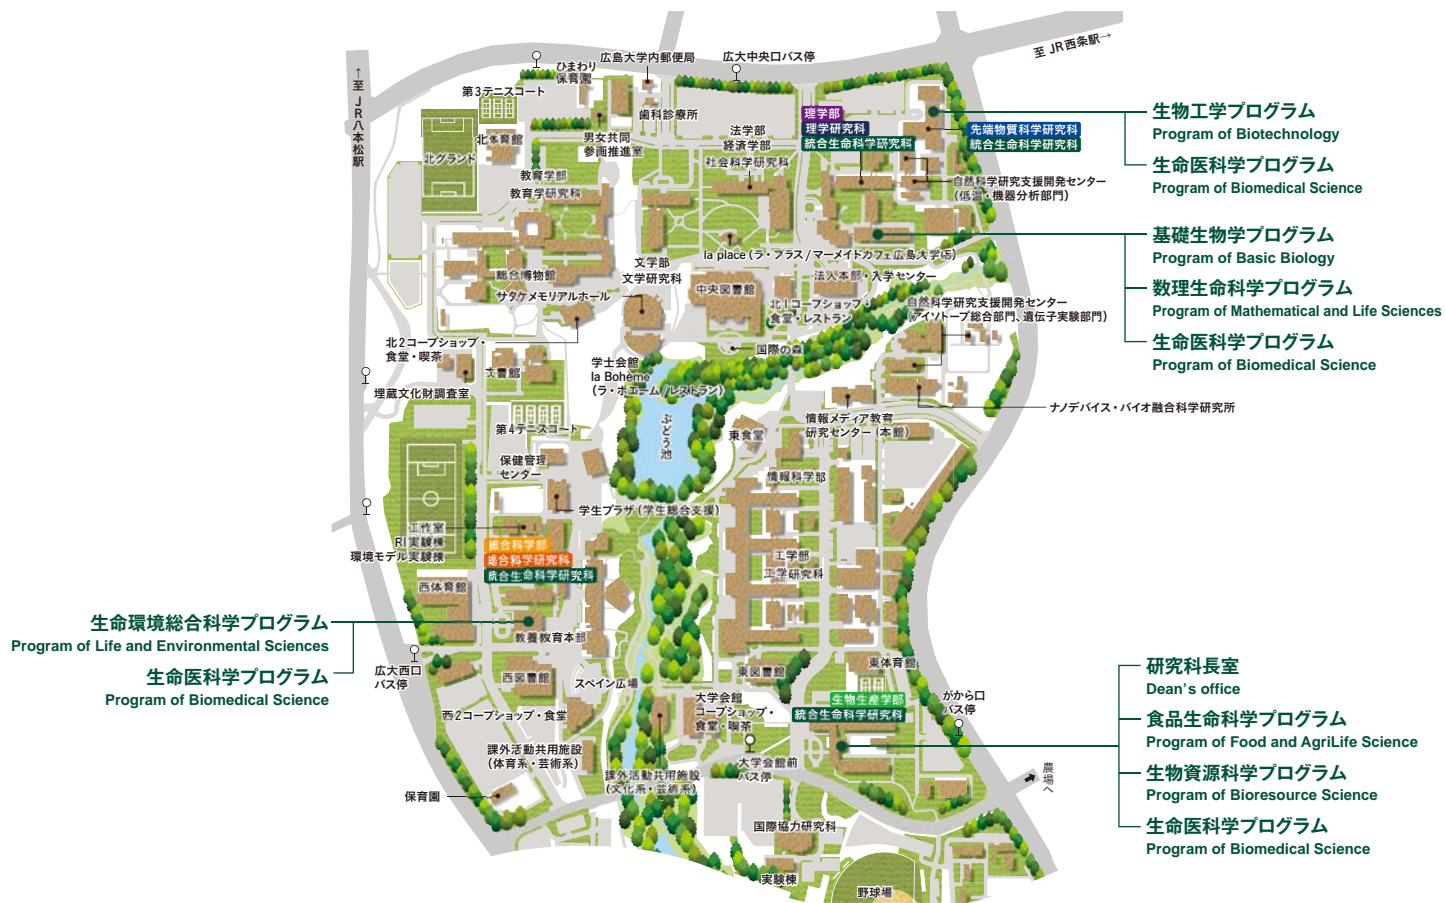 至 JR西条駅→
←至 JR八本松駅
広島大学内郵便局
広大中央口バス停
ひまわり
保育園
第3テニスコート
歯科診療所
北体育館
北グランド
男女共同
参画推進室
法学部
経済学部
社会科学研究科
理学部
理学研究科
統合生命科学研究科
先端物質科学研究科
統合生命科学研究科
生物工学プログラム
Program of Biotechnology
生命医科学プログラム
Program of Biomedical Science
自然科学研究支援開発センター
(低温・機器分析部門)
教育学部
教育学研究科
基礎生物学プログラム
Program of Basic Biology
数理生命科学プログラム
Program of Mathematical and Life Sciences
生命医科学プログラム
Program of Biomedical Science
la place (ラ・プラス/マーメイドカフェ広島大学店)
文学部
文学研究科
総合博物館
サタケメモリアルホール
中央図書館
法人本部・入学センター
北1コープショップ・
食堂・レストラン
自然科学研究支援開発センター
(アイソトープ総合部門、遺伝子実験部門)
北2コープショップ・
食堂・喫茶
文書館
国際の森
学士会館
la Bohème
(ラ・ボエーム/レストラン)
埋蔵文化財調査室
ナノデバイス・バイオ融合科学研究所
情報メディア教育
研究センター(本館)
第4テニスコート
ぶどう池
東食堂
保健管理
センター
情報科学部
学生プラザ(学生総合支援)
工作室
RI実験棟
環境モデル実験棟
総合科学部
総合科学研究科
統合生命科学研究科
工学部
工学研究科
西体育館
生命環境総合科学プログラム
Program of Life and Environmental Sciences
生命医科学プログラム
Program of Biomedical Science
教養教育本部
広大西口
バス停
西図書館
スペイン広場
東図書館
東体育館
生物生産学部
統合生命科学研究科
がから口
バス停
研究科長室
Dean's office
食品生命科学プログラム
Program of Food and AgriLife Science
生物資源科学プログラム
Program of Bioresource Science
生命医科学プログラム
Program of Biomedical Science
西2コープショップ・食堂
大学会館
コープショップ・
食堂・喫茶
課外活動共用施設
(体育系・芸術系)
大学会館前
バス停
課外活動共用施設
(文化系・芸術系)
農場へ
保育園
国際協力研究科
実験棟
野球場